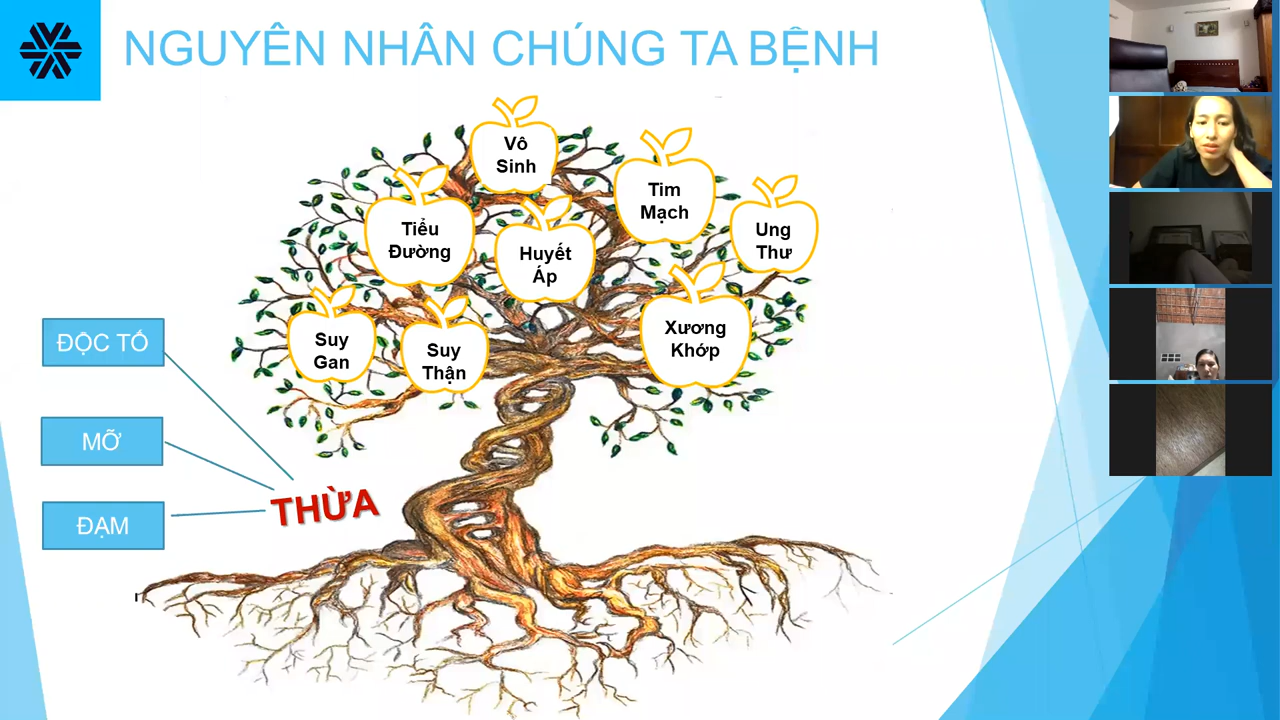 NGUYÊN NHÂN CHÚNG TA BỆNH
Vô
Sinh
Tim
Mạch
Tiểu
Đường
Ung
Thư
Huyết
Áp
Xương
Khớp
Suy
Gan
Suy
Thận
ĐỘC TỐ
MỠ
ĐẠM
THỪA